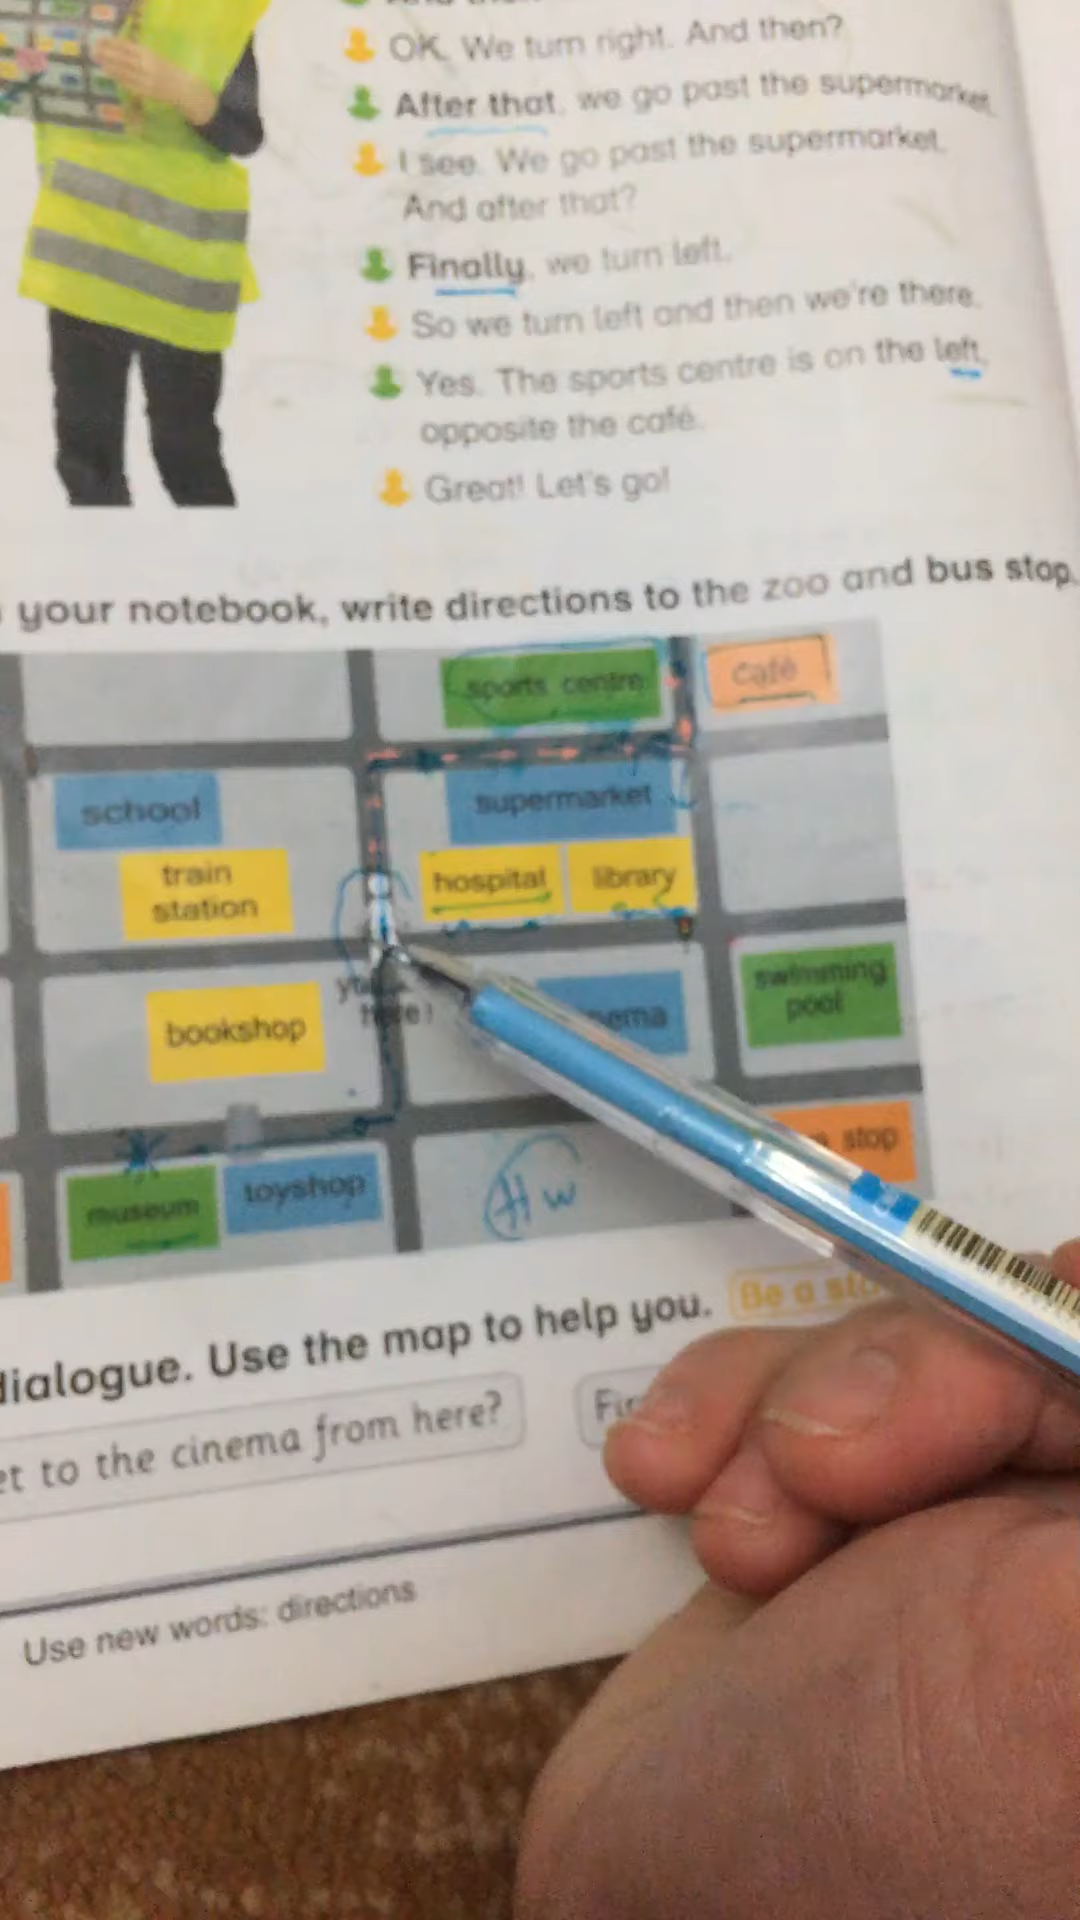 OK. We turn right. And then?
After that, we go past the supermarket.
I see. We go past the supermarket.
And after that?
Finally, we turn left.
So we turn left and then we're there.
Yes. The sports centre is on the left,
opposite the café.
Great! Let's go!
your notebook, write directions to the zoo and bus stop.
sports centre
café
school
supermarket
train
station
hospital
library
swimming
pool
here!
bookshop
stop
museum
toyshop
HW
dialogue. Use the map to help you.
Be a
to the cinema from here?
Use new words: directions